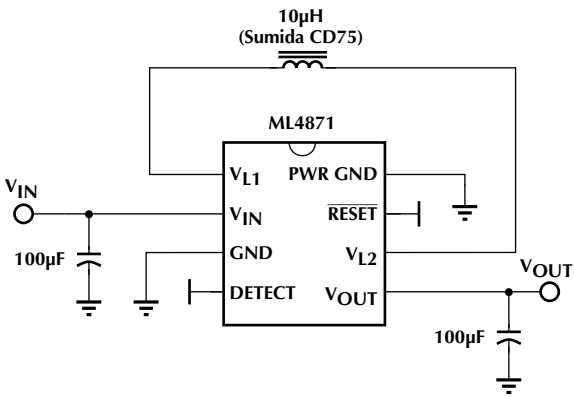 10µH
(Sumida CD75)
ML4871
VL1
PWR GND
VIN
VIN
RESET
100µF
GND
VL2
DETECT
VOUT
VOUT
100µF